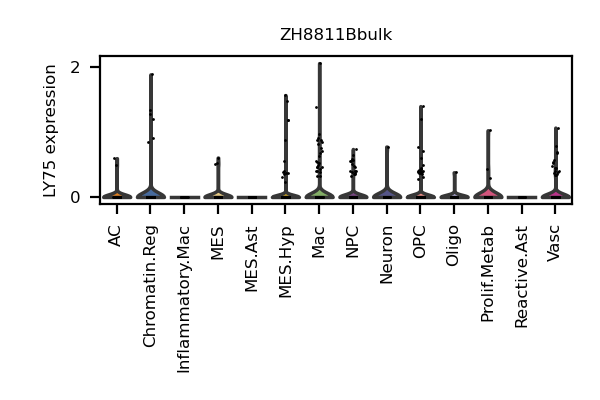 ZH8811Bbulk
LY75 expression
2
0
AC
Chromatin.Reg
Inflammatory.Mac
MES
MES.Ast
MES.Hyp
Mac
NPC
Neuron
OPC
Oligo
Prolif.Metab
Reactive.Ast
Vasc